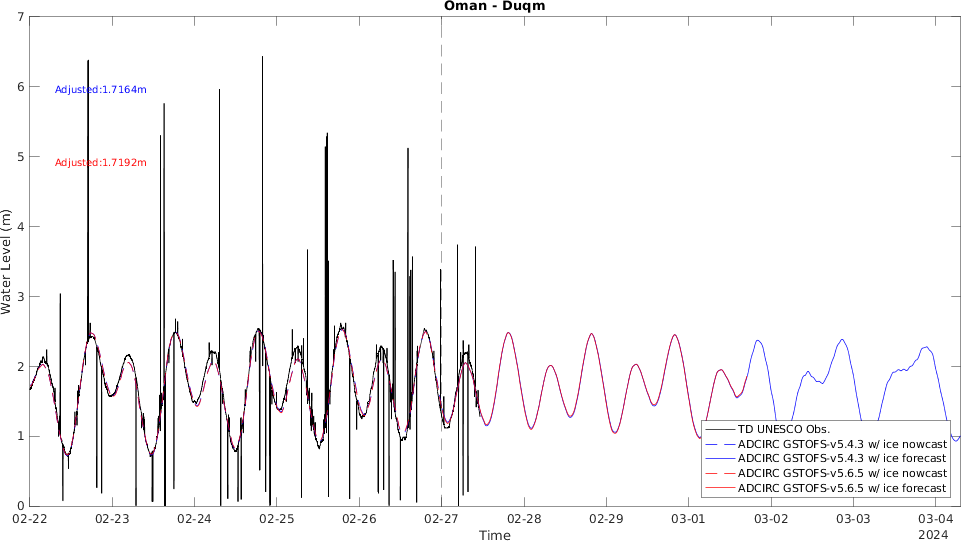 Oman - Duqm
7
6
5
4
3
2
1
0
Water Level (m)
Adjusted:1.7164m
Adjusted:1.7192m
TD UNESCO Obs.
ADCIRC GSTOFS-v5.4.3 w/ ice nowcast
ADCIRC GSTOFS-v5.4.3 w/ ice forecast
ADCIRC GSTOFS-v5.6.5 w/ ice nowcast
ADCIRC GSTOFS-v5.6.5 w/ ice forecast
02-22 02-23 02-24 02-25 02-26 02-27 02-28 02-29 03-01 03-02 03-03 03-04
Time
2024